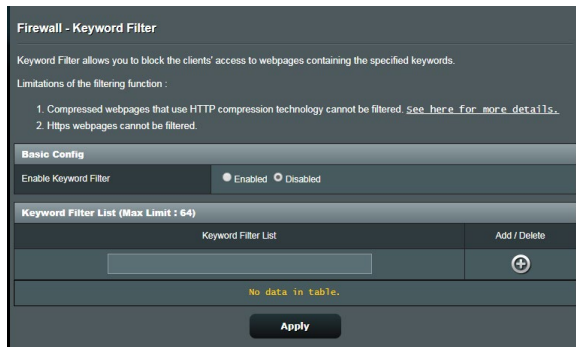 Firewall - Keyword Filter
Keyword Filter allows you to block the clients' access to webpages containing the specified keywords.
Limitations of the filtering function :
1. Compressed webpages that use HTTP compression technology cannot be filtered. See here for more details.
2. Https webpages cannot be filtered.
Basic Config
Enable Keyword Filter Enabled Disabled
Keyword Filter List (Max Limit : 64)
Keyword Filter List Add / Delete
No data in table.
Apply